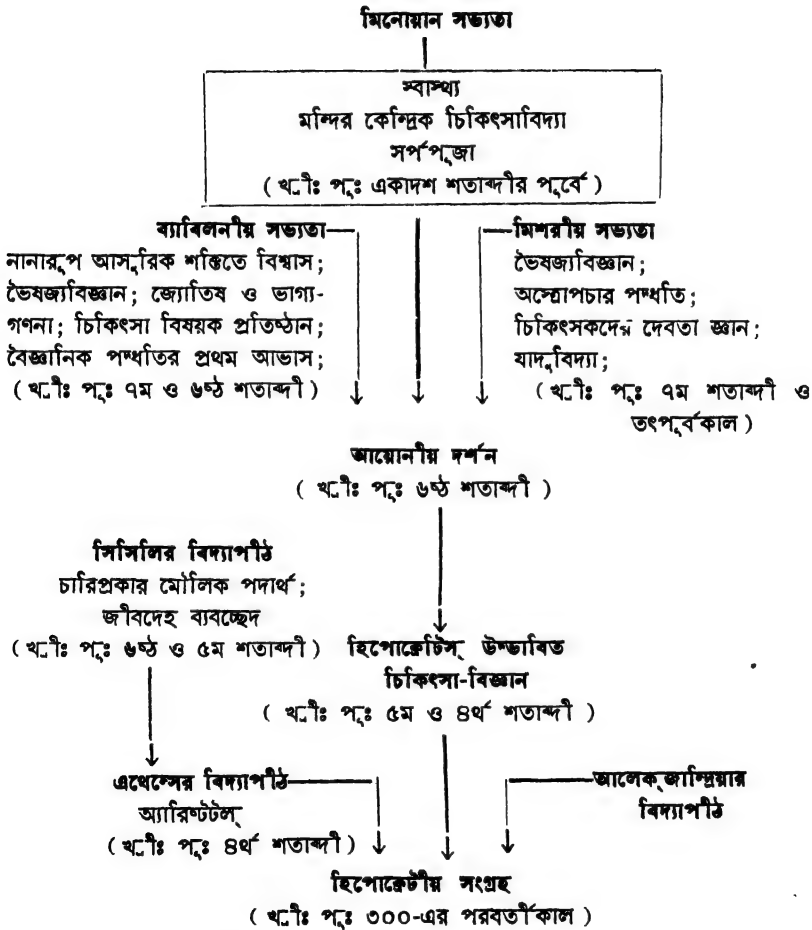 মিনোয়ান সভ্যতা
স্বাস্থ্য
মন্দির কেন্দ্রিক চিকিৎসাবিদ্যা
সর্পপূজা
( খ্রীঃ পূঃ একাদশ শতাব্দীর পূর্বে )
ব্যাবিলনীয় সভ্যতা
নানারূপ আসুরিক শক্তিতে বিশ্বাস;
ভৈষজ্যবিজ্ঞান; জ্যোতিষ ও ভাগ্য-
গণনা; চিকিৎসা বিষয়ক প্রতিষ্ঠান;
বৈজ্ঞানিক পদ্ধতির প্রথম আভাস;
( খ্রীঃ পূঃ ৭ম ও ৬ষ্ঠ শতাব্দী )
মিশরীয় সভ্যতা
ভৈষজ্যবিজ্ঞান;
অস্ত্রোপচার পদ্ধতি;
চিকিৎসকদের দেবতা জ্ঞান;
যাদুবিদ্যা;
( খ্রীঃ পূঃ ৭ম শতাব্দী ও
তৎপূর্বকাল )
আয়োনীয় দর্শন
( খ্রীঃ পূঃ ৬ষ্ঠ শতাব্দী )
সিসিলির বিদ্যাপীঠ
চারিপ্রকার মৌলিক পদার্থ;
জীবদেহ ব্যবচ্ছেদ
( খ্রীঃ পূঃ ৬ষ্ঠ ও ৫ম শতাব্দী )
হিপোক্রেটিস্ উদ্ভাবিত
চিকিৎসা-বিজ্ঞান
( খ্রীঃ পূঃ ৫ম ও ৪র্থ শতাব্দী )
এথেন্সের বিদ্যাপীঠ
অ্যারিষ্টটল্
( খ্রীঃ পূঃ ৪র্থ শতাব্দী )
আলেক্‌জান্দ্রিয়ার
বিদ্যাপীঠ
হিপোক্রেটীয় সংগ্রহ
( খ্রীঃ পূঃ ৩০০-এর পরবর্তীকাল )